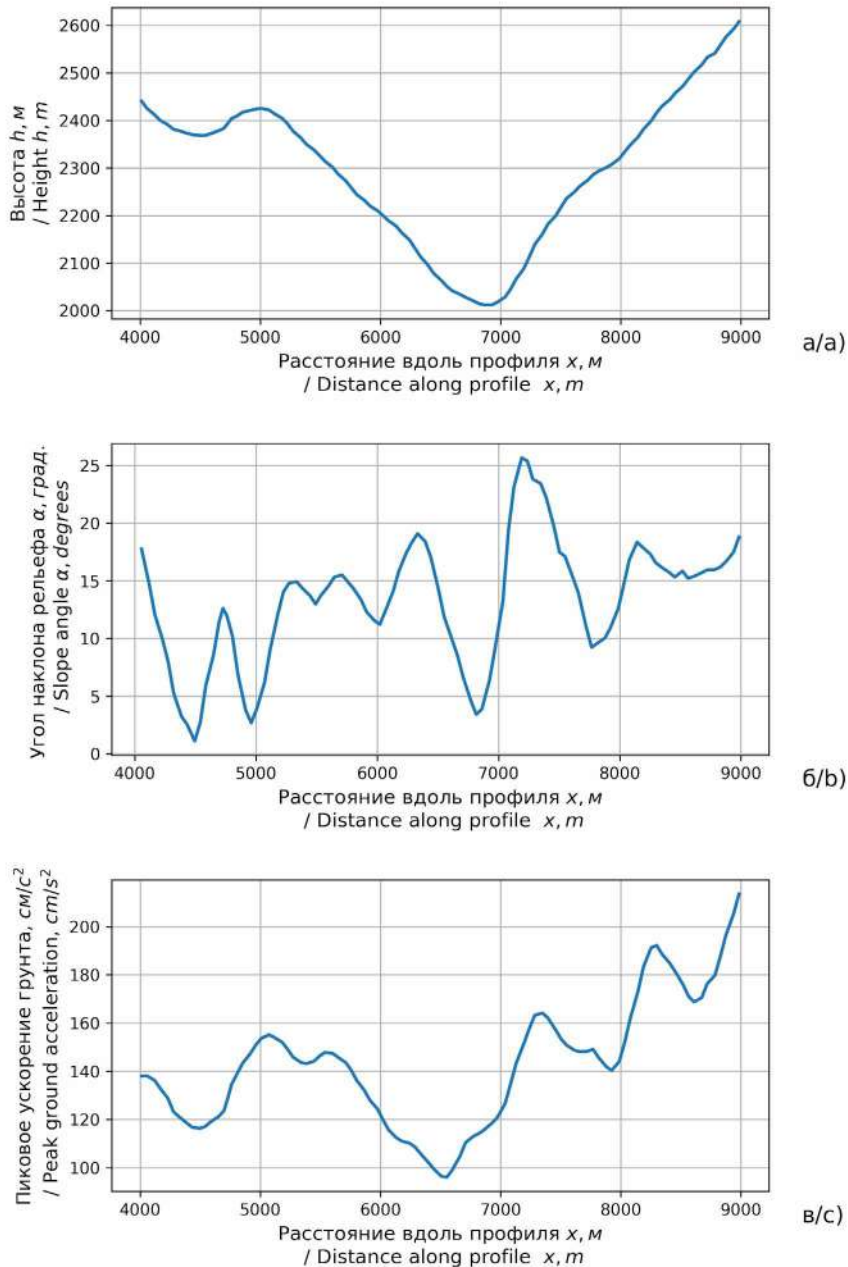 2600
2500
2400
2300
2200
2100
2000
Высота h, м
/ Height h, m
4000 5000 6000 7000 8000 9000
Расстояние вдоль профиля x, м
/ Distance along profile x, m
а/a)
25
20
15
10
5
0
Угол наклона рельефа α, град.
/ Slope angle α, degrees
4000 5000 6000 7000 8000 9000
Расстояние вдоль профиля x, м
/ Distance along profile x, m
б/b)
200
180
160
140
120
100
Пиковое ускорение грунта, см/с²
/ Peak ground acceleration, cm/s²
4000 5000 6000 7000 8000 9000
Расстояние вдоль профиля x, м
/ Distance along profile x, m
в/c)